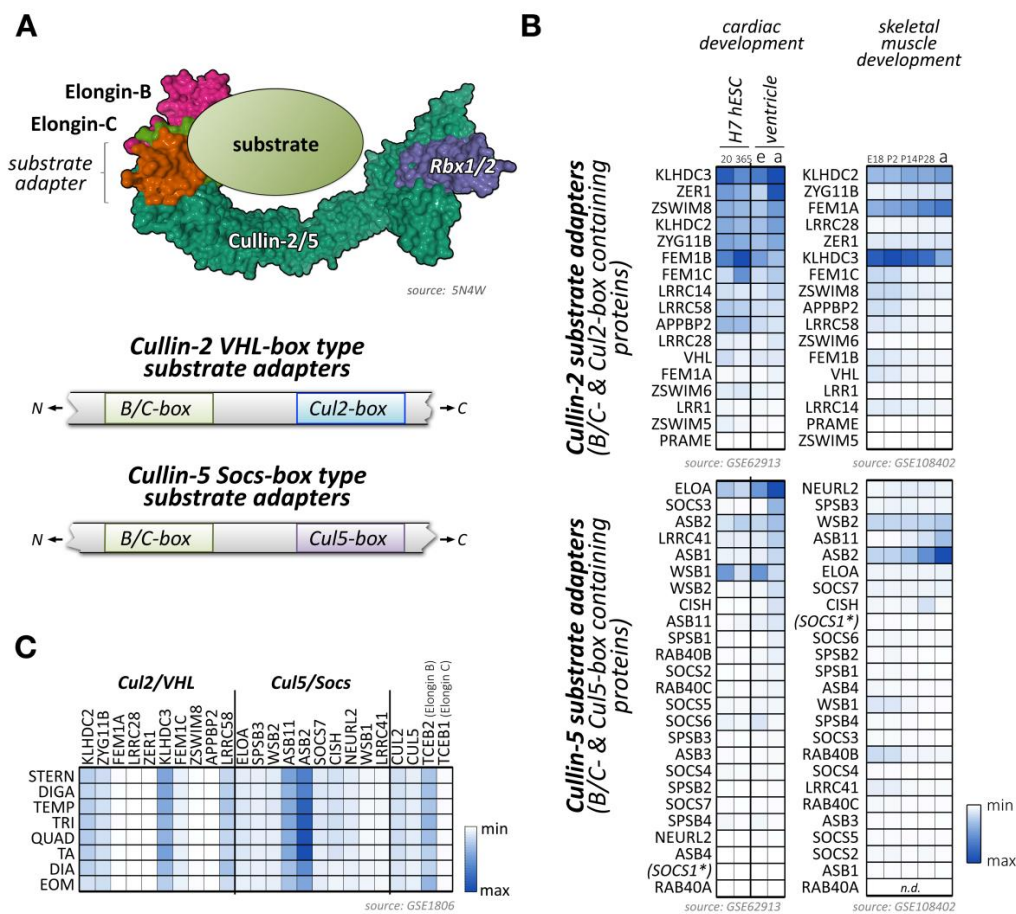 A
Elongin-B
Elongin-C
substrate
adapter
substrate
Rbx1/2
Cullin-2/5
source: 5N4W
Cullin-2 VHL-box type
substrate adapters
N
B/C-box
Cul2-box
C
Cullin-5 Socs-box type
substrate adapters
N
B/C-box
Cul5-box
C
B
cardiac
development
skeletal
muscle
development
H7 hESC
ventricle
20 365 e a
E18 P2 P14 P28 a
Cullin-2 substrate adapters
(B/C- & Cul2-box containing
proteins)
KLHDC3
ZER1
ZSWIM8
KLHDC2
ZYG11B
FEM1B
FEM1C
LRRC14
LRRC58
APPBP2
LRRC28
VHL
FEM1A
ZSWIM6
LRR1
ZSWIM5
PRAME
source: GSE62913
KLHDC2
ZYG11B
FEM1A
LRRC28
ZER1
KLHDC3
FEM1C
ZSWIM8
APPBP2
LRRC58
ZSWIM6
FEM1B
VHL
LRR1
LRRC14
PRAME
ZSWIM5
source: GSE108402
Cullin-5 substrate adapters
(B/C- & Cul5-box containing
proteins)
ELOA
SOCS3
ASB2
LRRC41
ASB1
WSB1
WSB2
CISH
ASB11
SPSB1
RAB40B
SOCS2
RAB40C
SOCS5
SOCS6
SPSB3
ASB3
SOCS4
SPSB2
SOCS7
SPSB4
NEURL2
ASB4
(SOCS1*)
RAB40A
source: GSE62913
NEURL2
SPSB3
WSB2
ASB11
ASB2
ELOA
SOCS7
CISH
(SOCS1*)
SOCS6
SPSB2
SPSB1
ASB4
WSB1
SPSB4
SOCS3
RAB40B
SOCS4
LRRC41
RAB40C
ASB3
SOCS5
SOCS2
ASB1
RAB40A
n.d.
source: GSE108402
min
max
C
Cul2/VHL
Cul5/Socs
KLHDC2
ZYG11B
FEM1A
LRRC28
ZER1
KLHDC3
FEM1C
ZSWIM8
APPBP2
LRRC58
ELOA
SPSB3
WSB2
ASB11
ASB2
SOCS7
CISH
NEURL2
WSB1
LRRC41
CUL2
CUL5
TCEB2 (Elongin B)
TCEB1 (Elongin C)
STERN
DIGA
TEMP
TRI
QUAD
TA
DIA
EOM
min
max
source: GSE1806